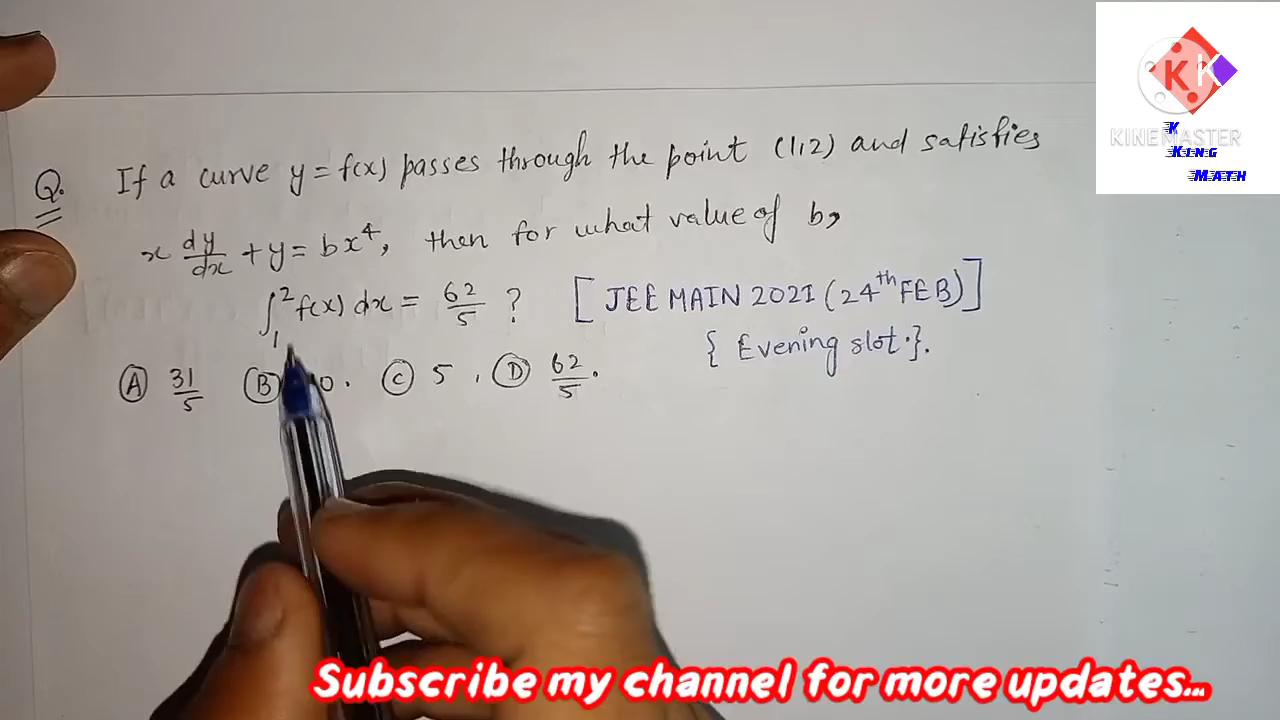 Q. If a curve y = f(x) passes through the point (1,2) and satisfies
x dy/dx + y = bx⁴, then for what value of b,
∫₁² f(x) dx = 62/5 ? [JEE MAIN 2021 (24th FEB)]
{ Evening slot.}.
(A) 31/5 (B) 0. (C) 5, (D) 62/5.
KINEMASTER
K
KING
MATH
Subscribe my channel for more updates...